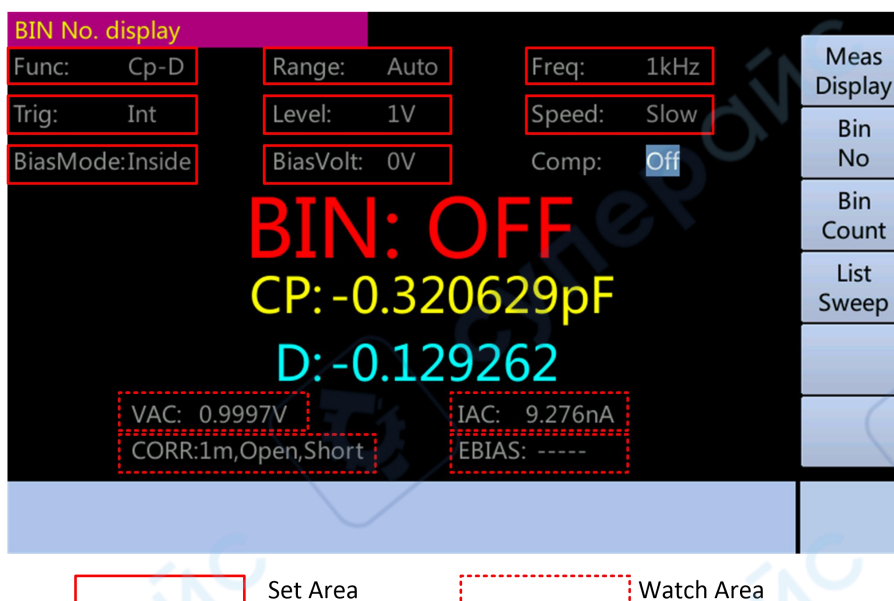 BIN No. display
Func: Cp-D Range: Auto Freq: 1kHz
Trig: Int Level: 1V Speed: Slow
BiasMode:Inside BiasVolt: 0V Comp: Off
BIN: OFF
CP:-0.320629pF
D:-0.129262
VAC: 0.9997V IAC: 9.276nA
CORR:1m,Open,Short EBIAS: -----
Meas
Display
Bin
No
Bin
Count
List
Sweep
Set Area Watch Area
суперайс